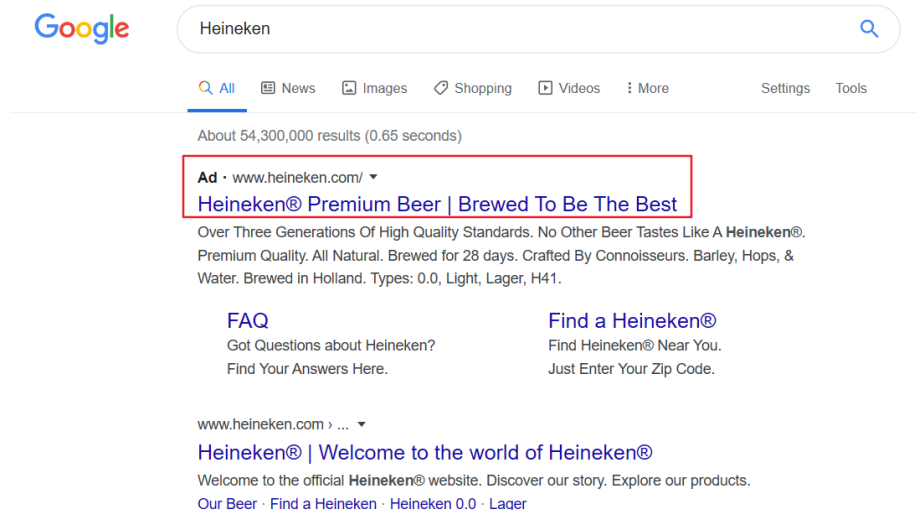 Google
Heineken
All News Images Shopping Videos More Settings Tools
About 54,300,000 results (0.65 seconds)
Ad · www.heineken.com/
Heineken® Premium Beer | Brewed To Be The Best
Over Three Generations Of High Quality Standards. No Other Beer Tastes Like A Heineken®.
Premium Quality. All Natural. Brewed for 28 days. Crafted By Connoisseurs. Barley, Hops, &
Water. Brewed in Holland. Types: 0.0, Light, Lager, H41.
FAQ
Got Questions about Heineken?
Find Your Answers Here.
Find a Heineken®
Find Heineken® Near You.
Just Enter Your Zip Code.
www.heineken.com › ...
Heineken® | Welcome to the world of Heineken®
Welcome to the official Heineken® website. Discover our story. Explore our products.
Our Beer · Find a Heineken · Heineken 0.0 · Lager